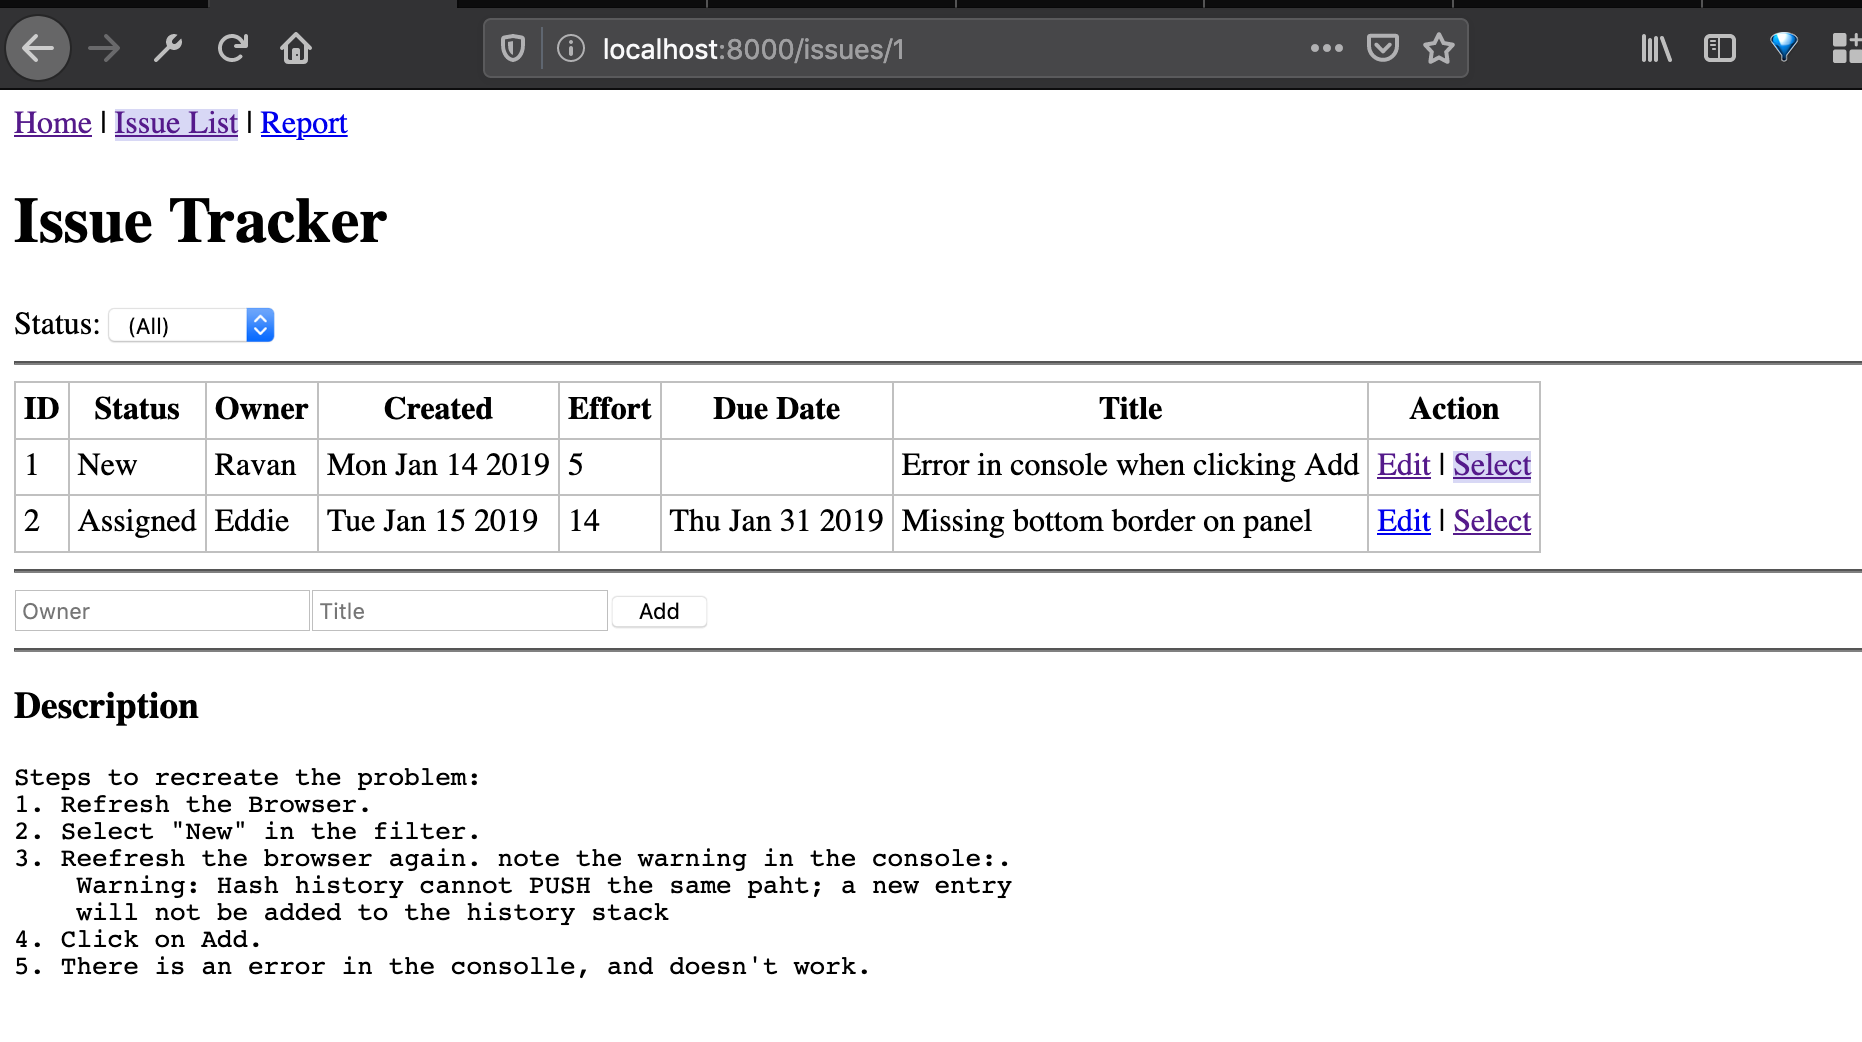 localhost:8000/issues/1
Home | Issue List | Report
Issue Tracker
Status: (All)
ID Status Owner Created Effort Due Date Title Action
1 New Ravan Mon Jan 14 2019 5 Error in console when clicking Add Edit | Select
2 Assigned Eddie Tue Jan 15 2019 14 Thu Jan 31 2019 Missing bottom border on panel Edit | Select
Owner Title Add
Description
Steps to recreate the problem:
1. Refresh the Browser.
2. Select "New" in the filter.
3. Reefresh the browser again. note the warning in the console:.
Warning: Hash history cannot PUSH the same paht; a new entry
will not be added to the history stack
4. Click on Add.
5. There is an error in the consolle, and doesn't work.